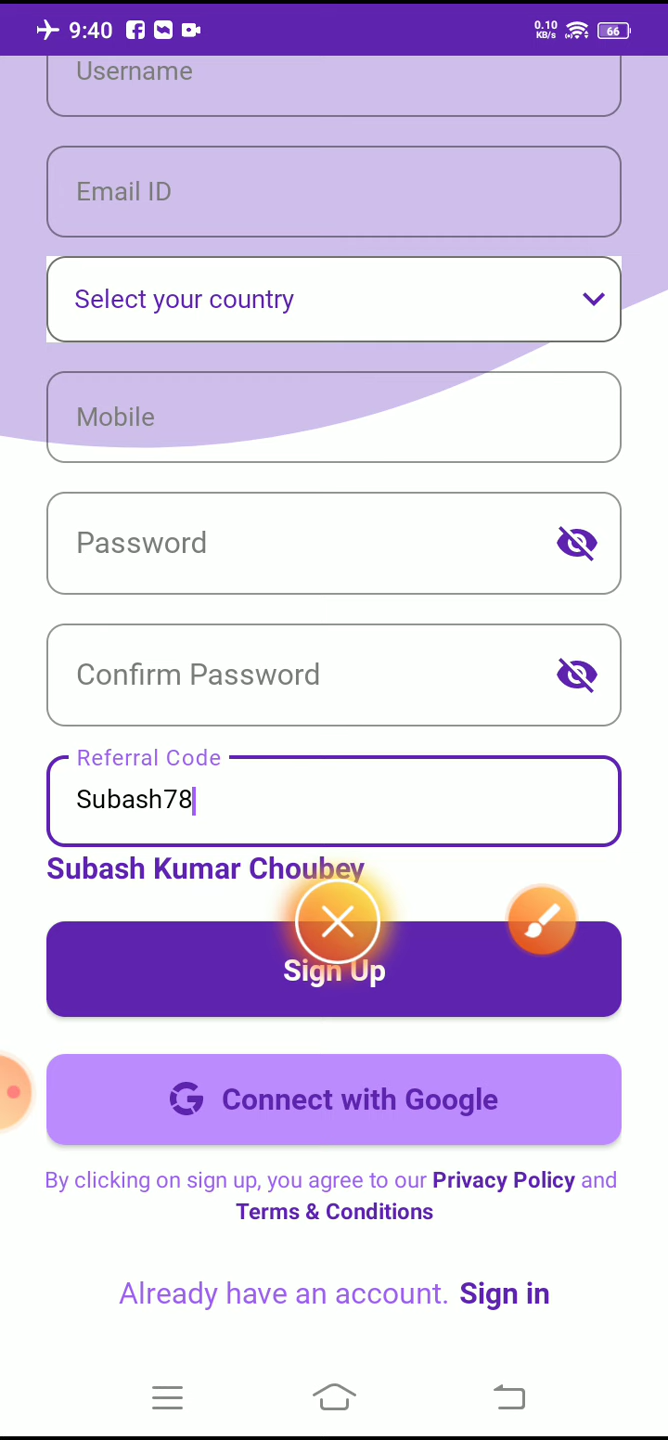 9:40
0.10
KB/s
66
Username
Email ID
Select your country
Mobile
Password
Confirm Password
Referral Code
Subash78
Subash Kumar Choubey
Sign Up
Connect with Google
By clicking on sign up, you agree to our Privacy Policy and
Terms & Conditions
Already have an account. Sign in